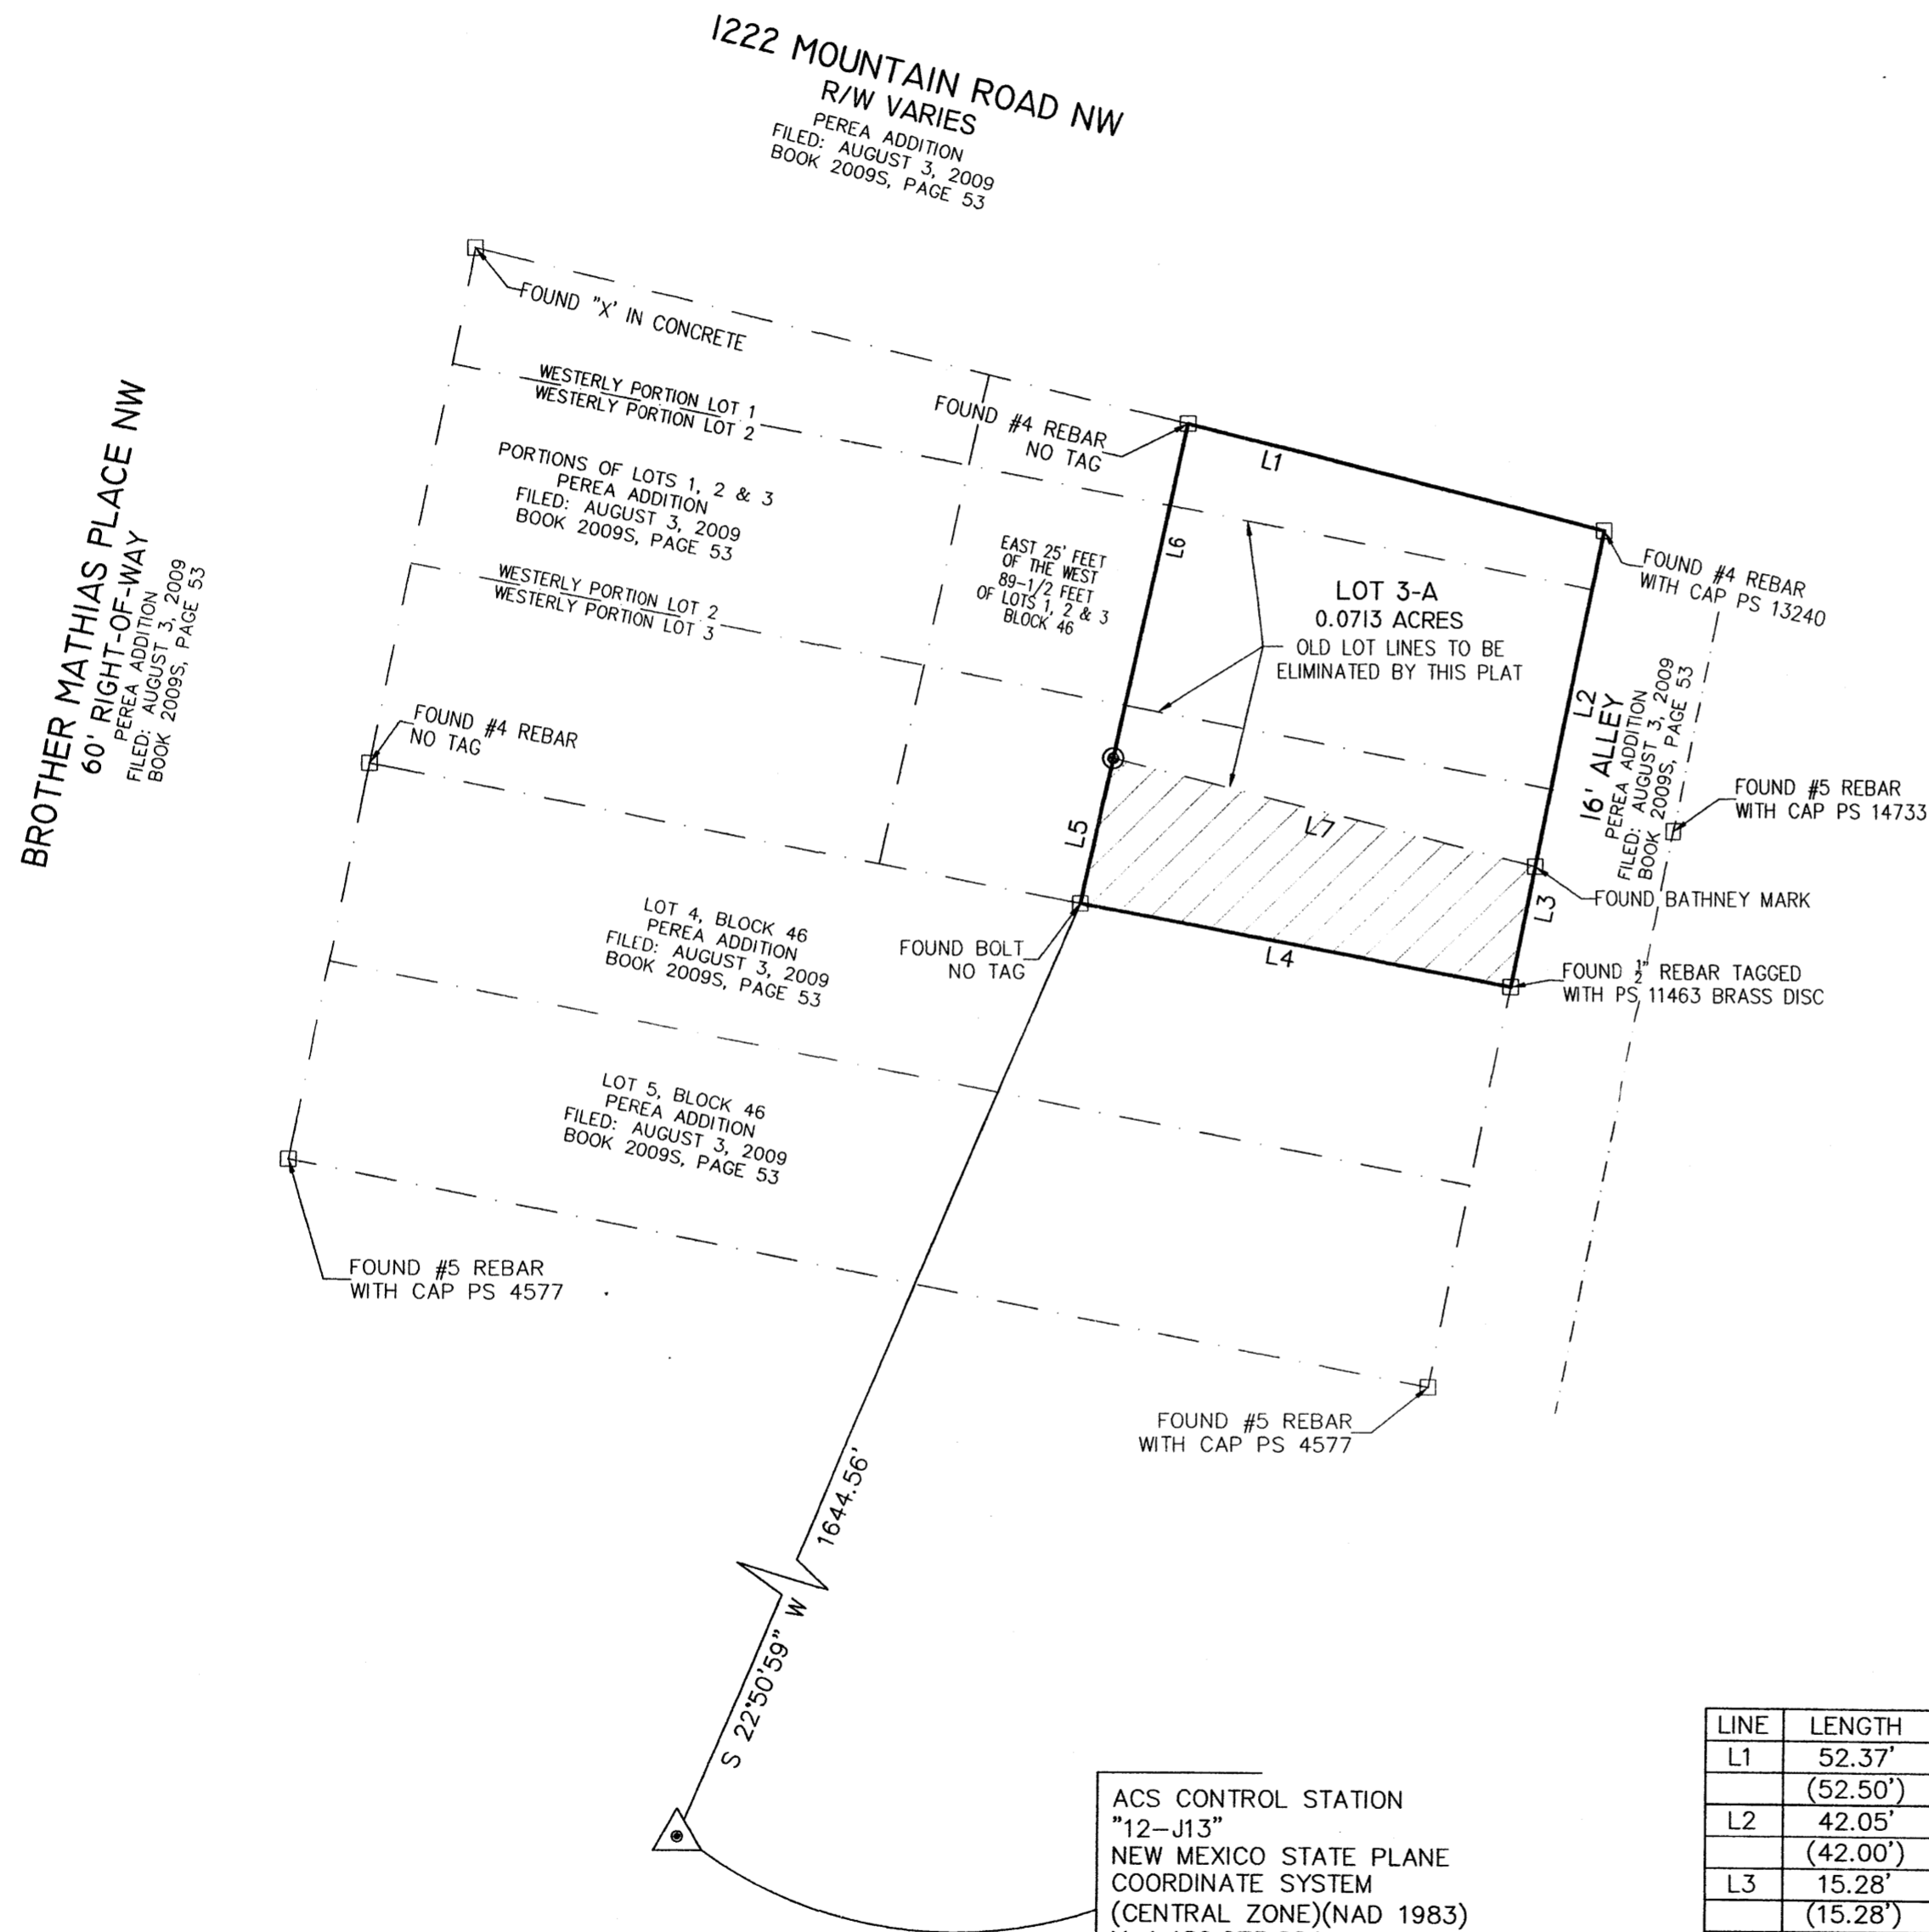 1222 MOUNTAIN ROAD NW
R/W VARIES
PEREA ADDITION
FILED: AUGUST 3, 2009
BOOK 2009S, PAGE 53
FOUND "X' IN CONCRETE
WESTERLY PORTION LOT 1
WESTERLY PORTION LOT 2
PORTIONS OF LOTS 1, 2 & 3
PEREA ADDITION
FILED: AUGUST 3, 2009
BOOK 2009S, PAGE 53
WESTERLY PORTION LOT 2
WESTERLY PORTION LOT 3
BROTHER MATHIAS PLACE NW
60' RIGHT-OF-WAY
PEREA ADDITION
FILED: AUGUST 3, 2009
BOOK 2009S, PAGE 53
FOUND #4 REBAR
NO TAG
FOUND #4 REBAR
NO TAG
L1
L6
EAST 25' FEET
OF THE WEST
89-1/2 FEET
OF LOTS 1, 2 & 3
BLOCK 46
LOT 3-A
0.0713 ACRES
OLD LOT LINES TO BE
ELIMINATED BY THIS PLAT
FOUND #4 REBAR
WITH CAP PS 13240
L2
16' ALLEY
PEREA ADDITION
FILED: AUGUST 3, 2009
BOOK 2009S, PAGE 53
FOUND #5 REBAR
WITH CAP PS 14733
L5
L7
L3
FOUND BATHNEY MARK
L4
FOUND BOLT
NO TAG
FOUND 1/2" REBAR TAGGED
WITH PS 11463 BRASS DISC
LOT 4, BLOCK 46
PEREA ADDITION
FILED: AUGUST 3, 2009
BOOK 2009S, PAGE 53
LOT 5, BLOCK 46
PEREA ADDITION
FILED: AUGUST 3, 2009
BOOK 2009S, PAGE 53
FOUND #5 REBAR
WITH CAP PS 4577
FOUND #5 REBAR
WITH CAP PS 4577
1644.56'
S 22°50'59" W
ACS CONTROL STATION
"12-J13"
NEW MEXICO STATE PLANE
COORDINATE SYSTEM
(CENTRAL ZONE)(NAD 1983)
LINE LENGTH
L1 52.37'
(52.50')
L2 42.05'
(42.00')
L3 15.28'
(15.28')